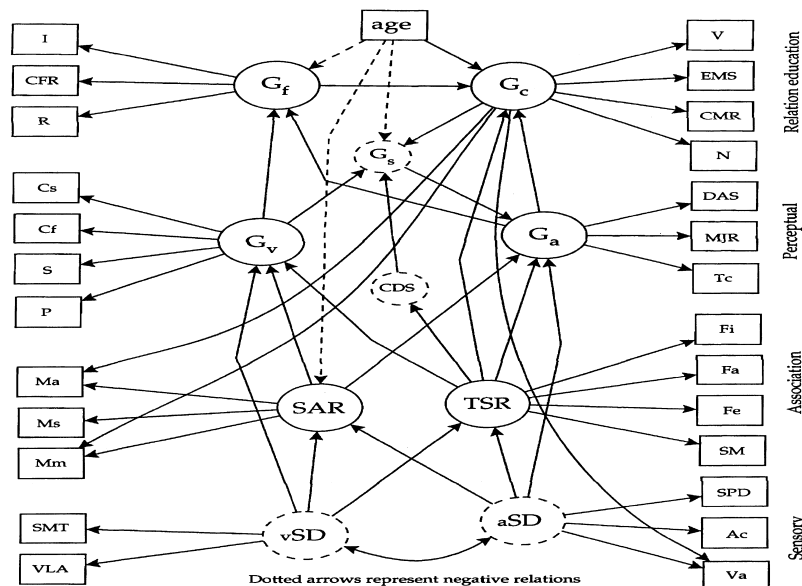 age
I
CFR
R
Gf
Gc
V
EMS
CMR
N
Relation education
Gs
Cs
Cf
S
P
Gv
Ga
DAS
MJR
Tc
Perceptual
CDS
Ma
Ms
Mm
SAR
TSR
Fi
Fa
Fe
SM
Association
SMT
VLA
vSD
aSD
SPD
Ac
Va
Sensory
Dotted arrows represent negative relations